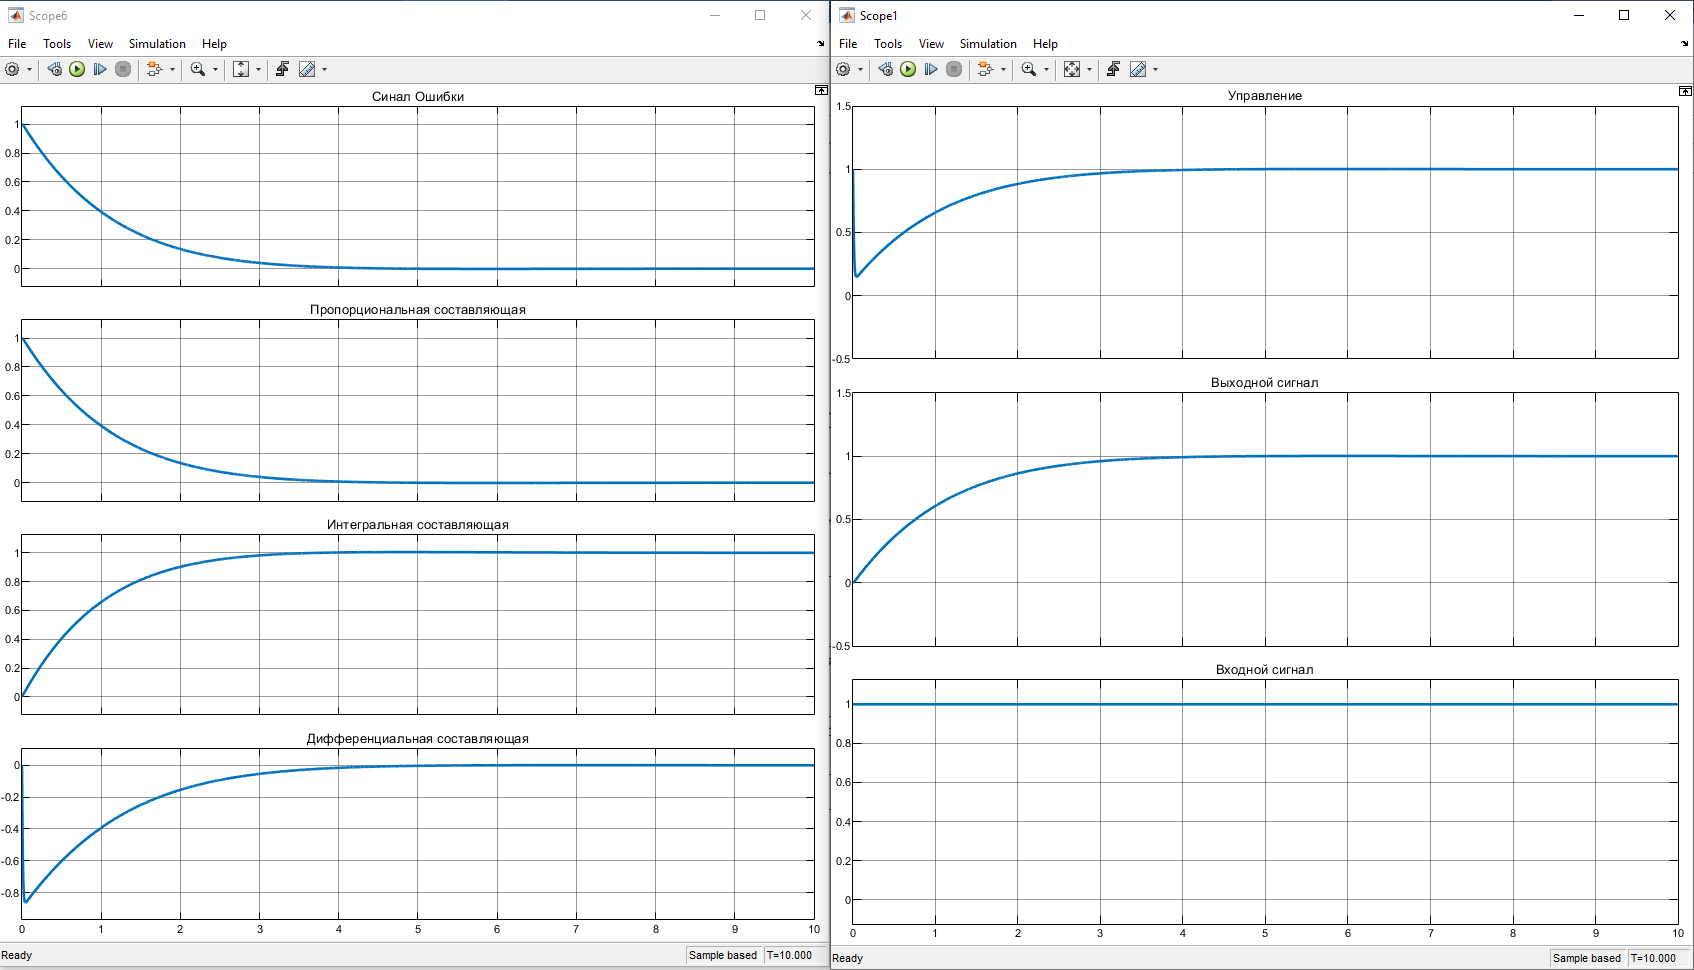 Scope6
File Tools View Simulation Help
Синал Ошибки
1
0.8
0.6
0.4
0.2
0
Пропорциональная составляющая
1
0.8
0.6
0.4
0.2
0
Интегральная составляющая
1
0.8
0.6
0.4
0.2
0
Дифференциальная составляющая
0
-0.2
-0.4
-0.6
-0.8
0 1 2 3 4 5 6 7 8 9 10
Ready Sample based T=10.000
Scope1
File Tools View Simulation Help
Управление
1.5
1
0.5
0
-0.5
Выходной сигнал
1.5
1
0.5
0
-0.5
Входной сигнал
1
0.8
0.6
0.4
0.2
0
0 1 2 3 4 5 6 7 8 9 10
Ready Sample based T=10.000